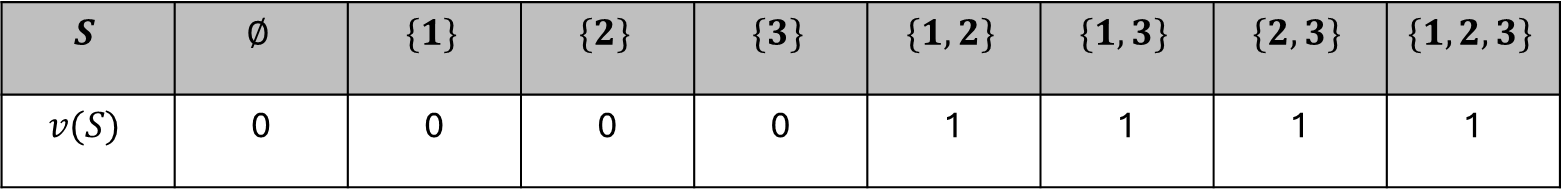 S ∅ {1} {2} {3} {1, 2} {1, 3} {2, 3} {1, 2, 3}
v(S) 0 0 0 0 1 1 1 1